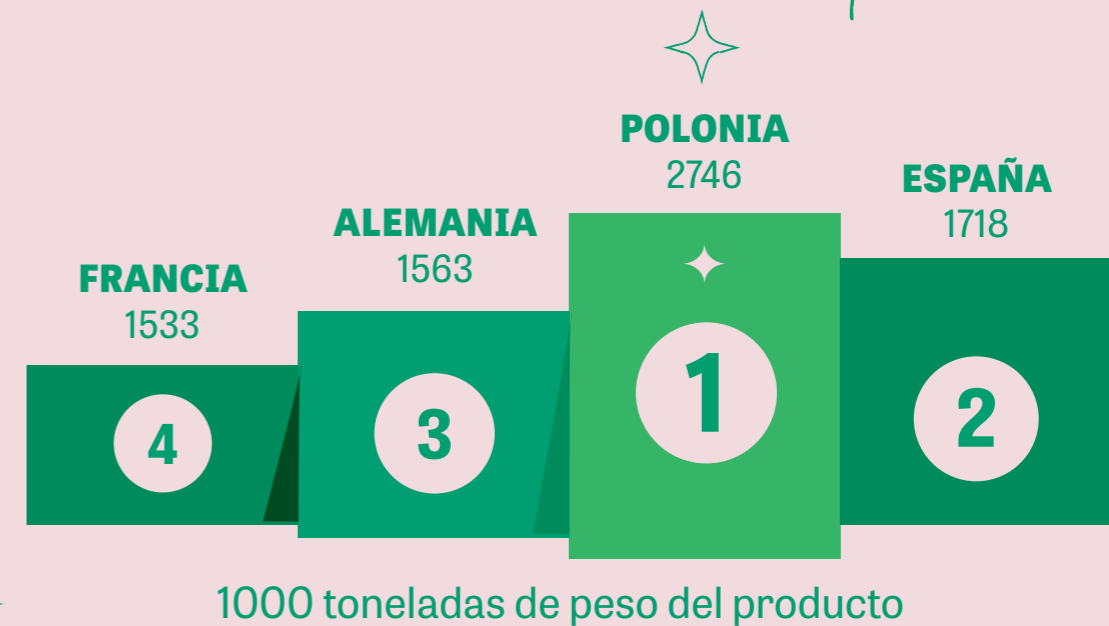 POLONIA
2746
ESPAÑA
1718
ALEMANIA
1563
FRANCIA
1533
1
2
3
4
1000 toneladas de peso del producto